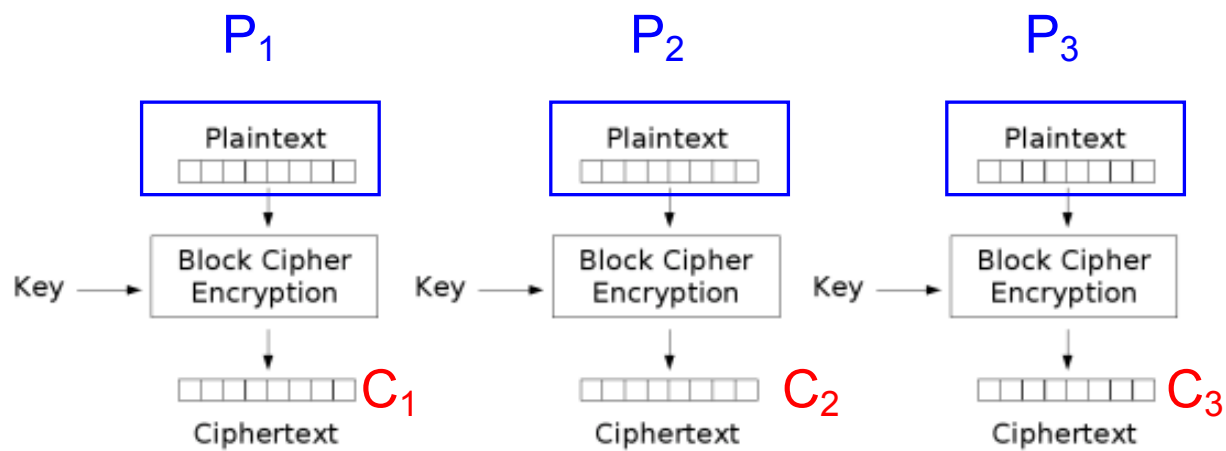 P₁ P₂ P₃
Plaintext Plaintext Plaintext
Key Block Cipher Encryption Key Block Cipher Encryption Key Block Cipher Encryption
C₁ C₂ C₃
Ciphertext Ciphertext Ciphertext